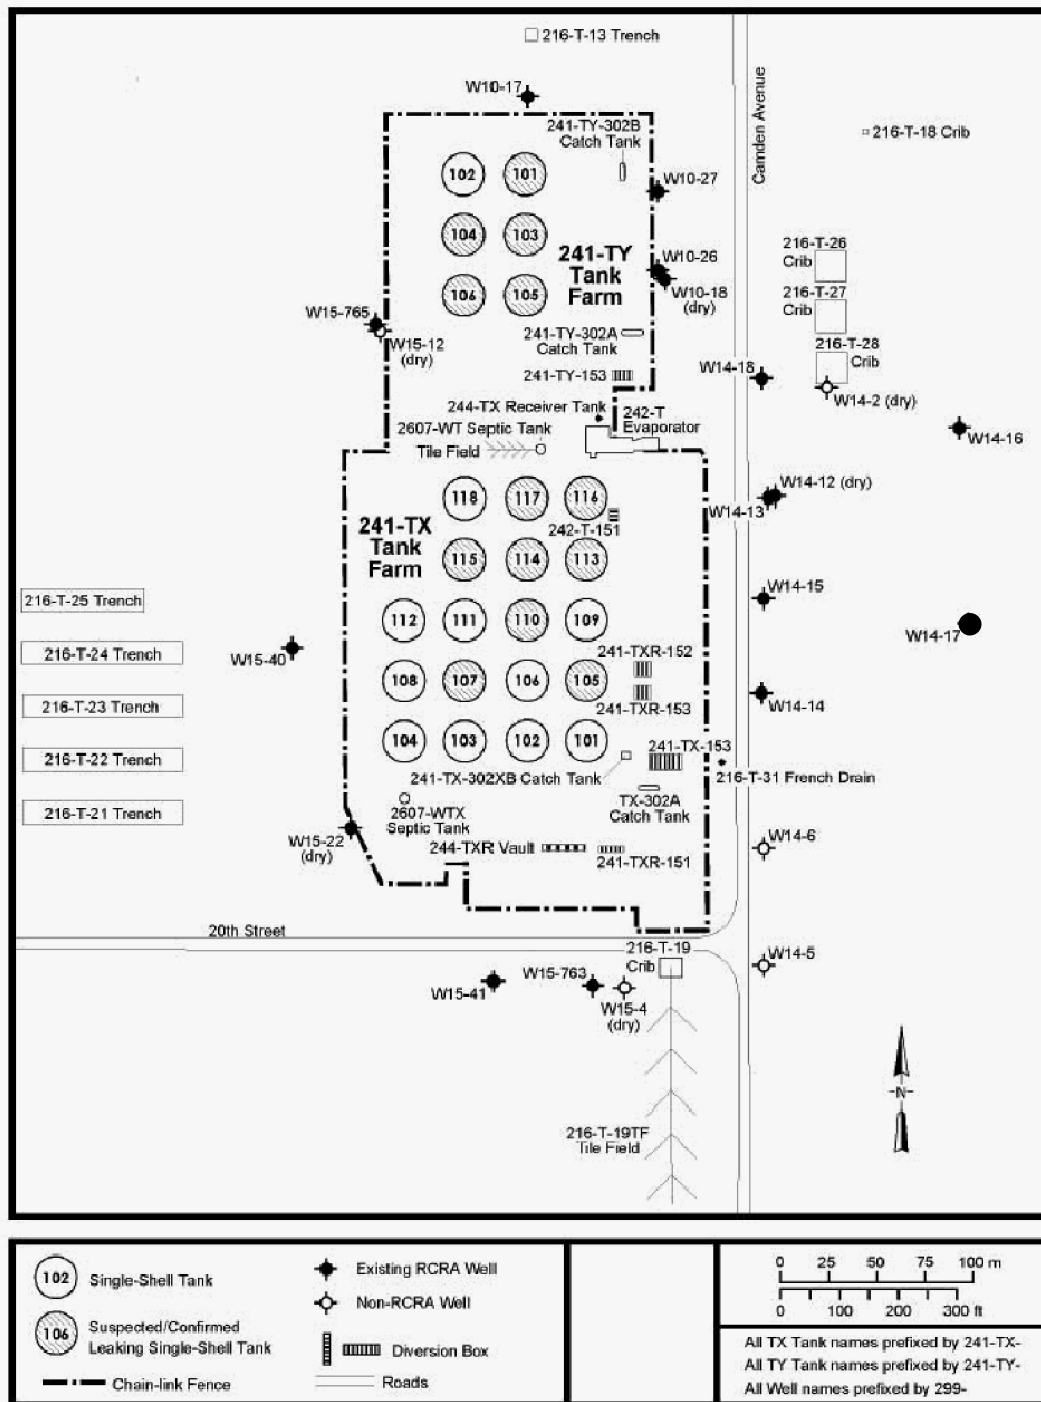 216-T-13 Trench
W10-17
241-TY-302B
Catch Tank
Camden Avenue
216-T-18 Crib
102
101
W10-27
104
103
241-TY
Tank
Farm
216-T-26
Crib
W10-26
W10-18
(dry)
216-T-27
Crib
106
105
W15-765
W15-12
(dry)
241-TY-302A
Catch Tank
216-T-28
Crib
241-TY-153
W14-18
W14-2 (dry)
244-TX Receiver Tank
242-T
Evaporator
2607-WT Septic Tank
Tile Field
W14-16
118
117
116
W14-12 (dry)
W14-13
241-TX
Tank
Farm
242-T-151
115
114
113
W14-15
216-T-25 Trench
112
111
110
109
W14-17
216-T-24 Trench
W15-40
241-TXR-152
108
107
106
105
241-TXR-153
W14-14
216-T-23 Trench
104
103
102
101
241-TX-153
216-T-22 Trench
241-TX-302XB Catch Tank
216-T-31 French Drain
216-T-21 Trench
2607-WTX
Septic Tank
TX-302A
Catch Tank
W15-22
(dry)
244-TXR Vault
241-TXR-151
W14-6
20th Street
216-T-19
Crib
W14-5
W15-41
W15-763
W15-4
(dry)
N
216-T-19TF
Tile Field
102
Single-Shell Tank
106
Suspected/Confirmed
Leaking Single-Shell Tank
Chain-link Fence
Existing RCRA Well
Non-RCRA Well
Diversion Box
Roads
0 25 50 75 100 m
0 100 200 300 ft
All TX Tank names prefixed by 241-TX-
All TY Tank names prefixed by 241-TY-
All Well names prefixed by 299-